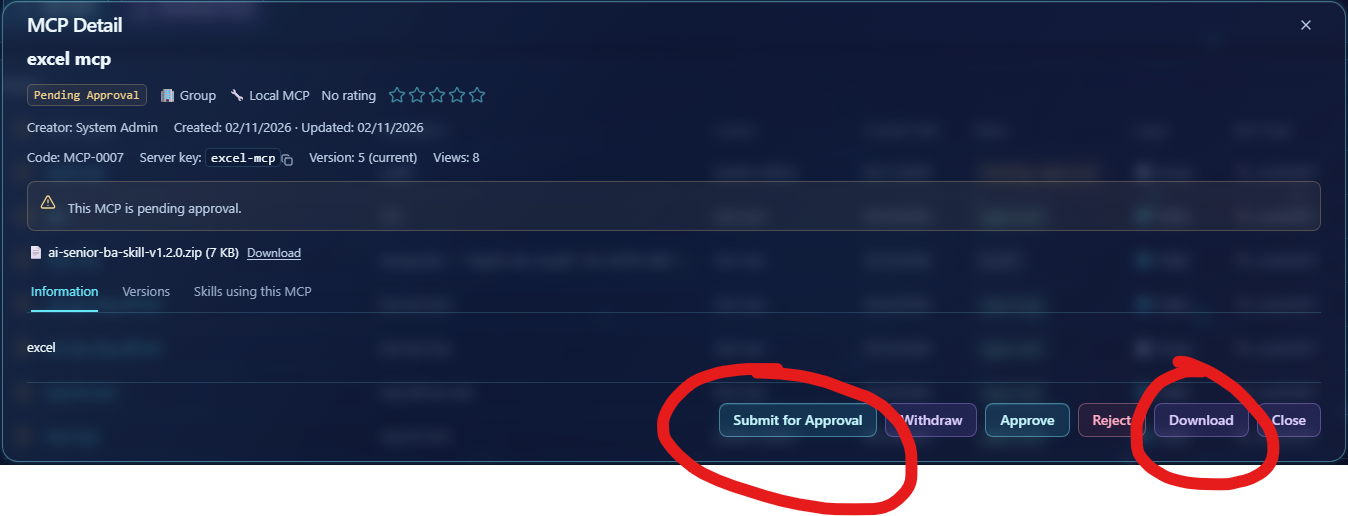 MCP Detail
excel mcp
Pending Approval Group Local MCP No rating
Creator: System Admin Created: 02/11/2026 · Updated: 02/11/2026
Code: MCP-0007 Server key: excel-mcp Version: 5 (current) Views: 8
This MCP is pending approval.
ai-senior-ba-skill-v1.2.0.zip (7 KB) Download
Information Versions Skills using this MCP
excel
Submit for Approval Withdraw Approve Reject Download Close